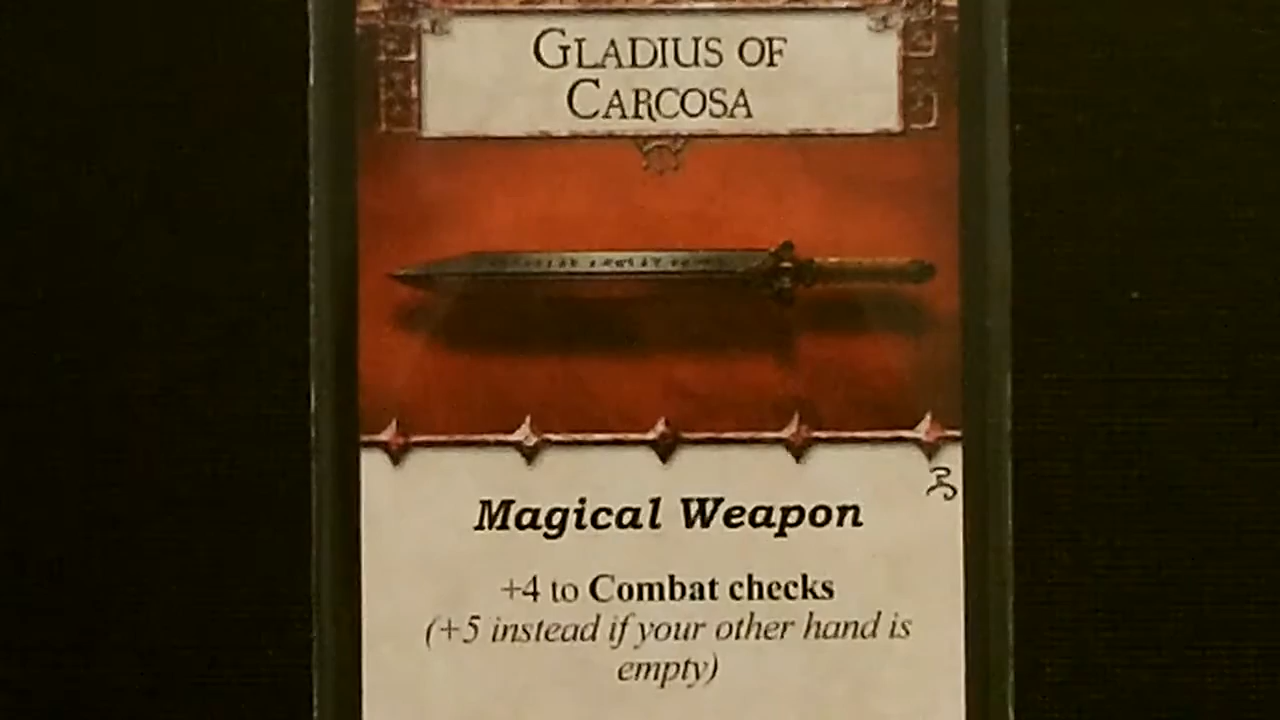 GLADIUS OF
CARCOSA
Magical Weapon
+4 to Combat checks
(+5 instead if your other hand is
empty)